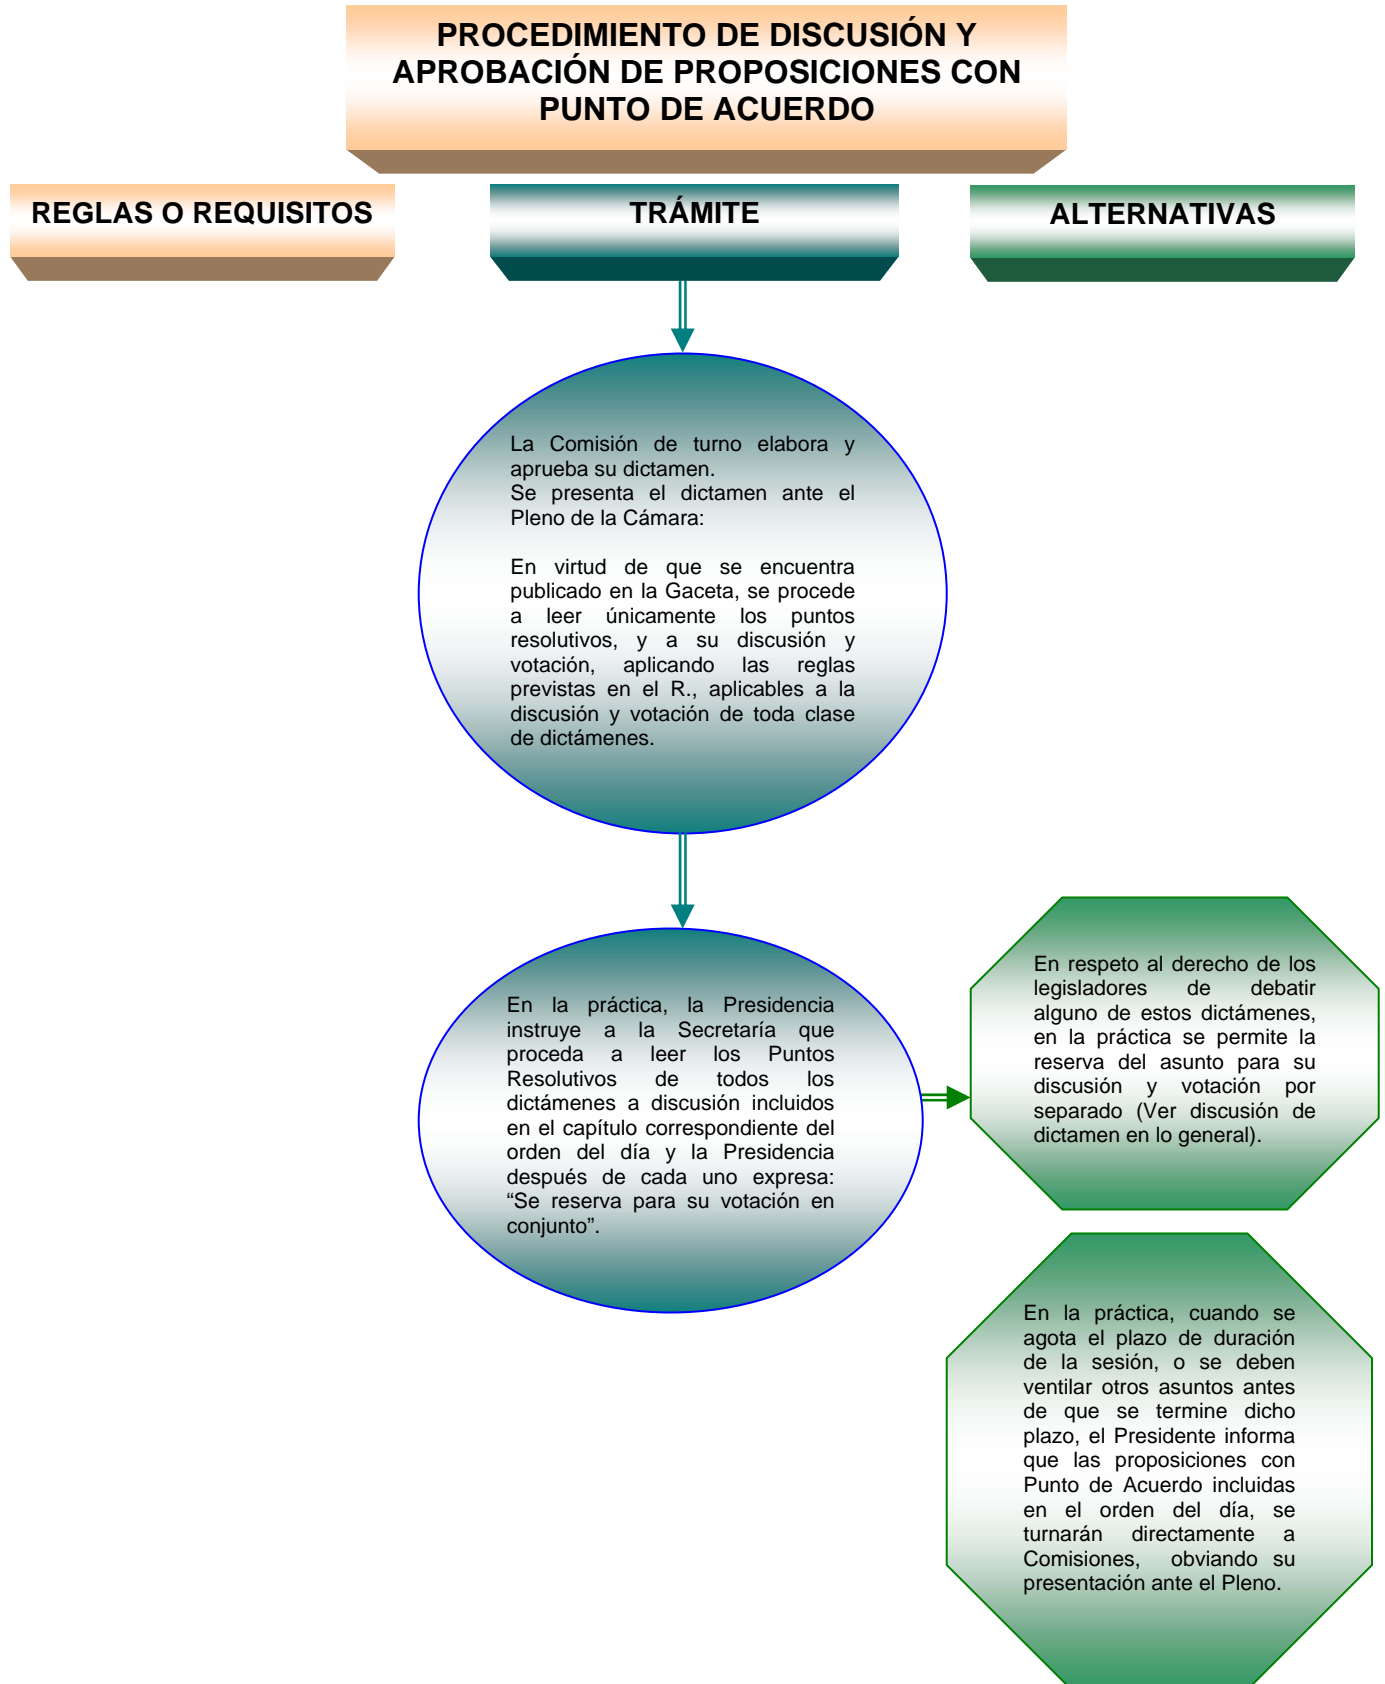 PROCEDIMIENTO DE DISCUSIÓN Y
APROBACIÓN DE PROPOSICIONES CON
PUNTO DE ACUERDO
REGLAS O REQUISITOS
TRÁMITE
ALTERNATIVAS
La Comisión de turno elabora y
aprueba su dictamen.
Se presenta el dictamen ante el
Pleno de la Cámara:
En virtud de que se encuentra
publicado en la Gaceta, se procede
a leer únicamente los puntos
resolutivos, y a su discusión y
votación, aplicando las reglas
previstas en el R., aplicables a la
discusión y votación de toda clase
de dictámenes.
En la práctica, la Presidencia
instruye a la Secretaría que
proceda a leer los Puntos
Resolutivos de todos los
dictámenes a discusión incluidos
en el capítulo correspondiente del
orden del día y la Presidencia
después de cada uno expresa:
“Se reserva para su votación en
conjunto”.
En respeto al derecho de los
legisladores de debatir
alguno de estos dictámenes,
en la práctica se permite la
reserva del asunto para su
discusión y votación por
separado (Ver discusión de
dictamen en lo general).
En la práctica, cuando se
agota el plazo de duración
de la sesión, o se deben
ventilar otros asuntos antes
de que se termine dicho
plazo, el Presidente informa
que las proposiciones con
Punto de Acuerdo incluidas
en el orden del día, se
turnarán directamente a
Comisiones, obviando su
presentación ante el Pleno.